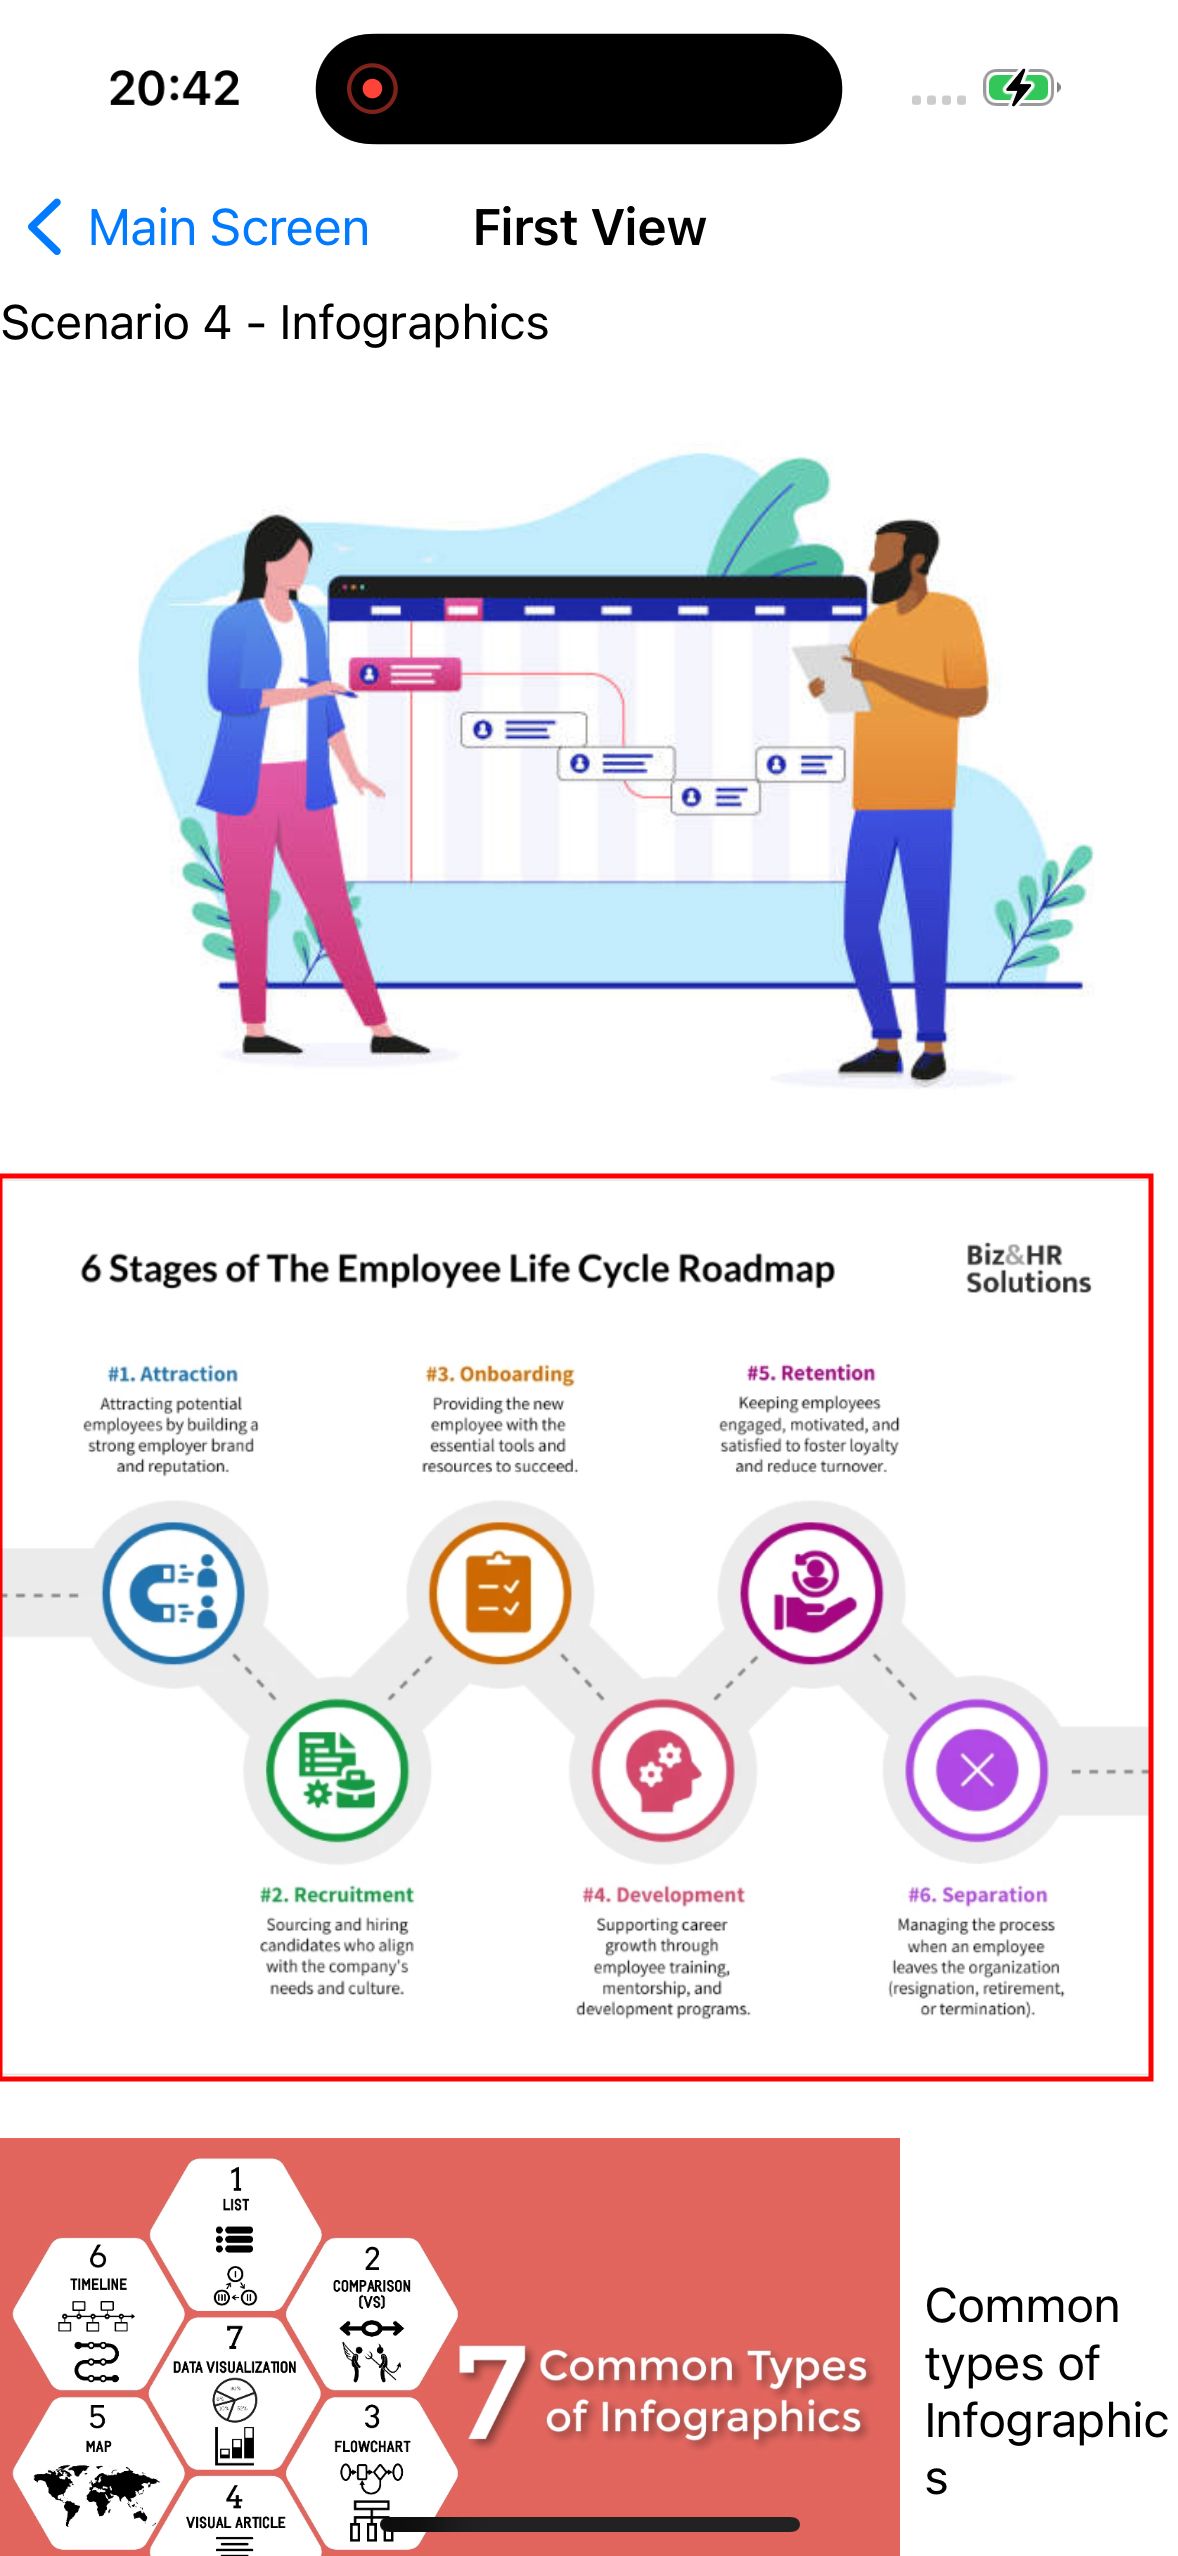 20:42
Main Screen
First View
Scenario 4 - Infographics
6 Stages of The Employee Life Cycle Roadmap
Biz&HR
Solutions
#1. Attraction
Attracting potential
employees by building a
strong employer brand
and reputation.
#3. Onboarding
Providing the new
employee with the
essential tools and
resources to succeed.
#5. Retention
Keeping employees
engaged, motivated, and
satisfied to foster loyalty
and reduce turnover.
#2. Recruitment
Sourcing and hiring
candidates who align
with the company's
needs and culture.
#4. Development
Supporting career
growth through
employee training,
mentorship, and
development programs.
#6. Separation
Managing the process
when an employee
leaves the organization
(resignation, retirement,
or termination).
1
LIST
6
TIMELINE
2
COMPARISON
(VS)
7
DATA VISUALIZATION
5
MAP
3
FLOWCHART
4
VISUAL ARTICLE
7 Common Types
of Infographics
Common
types of
Infographic
s